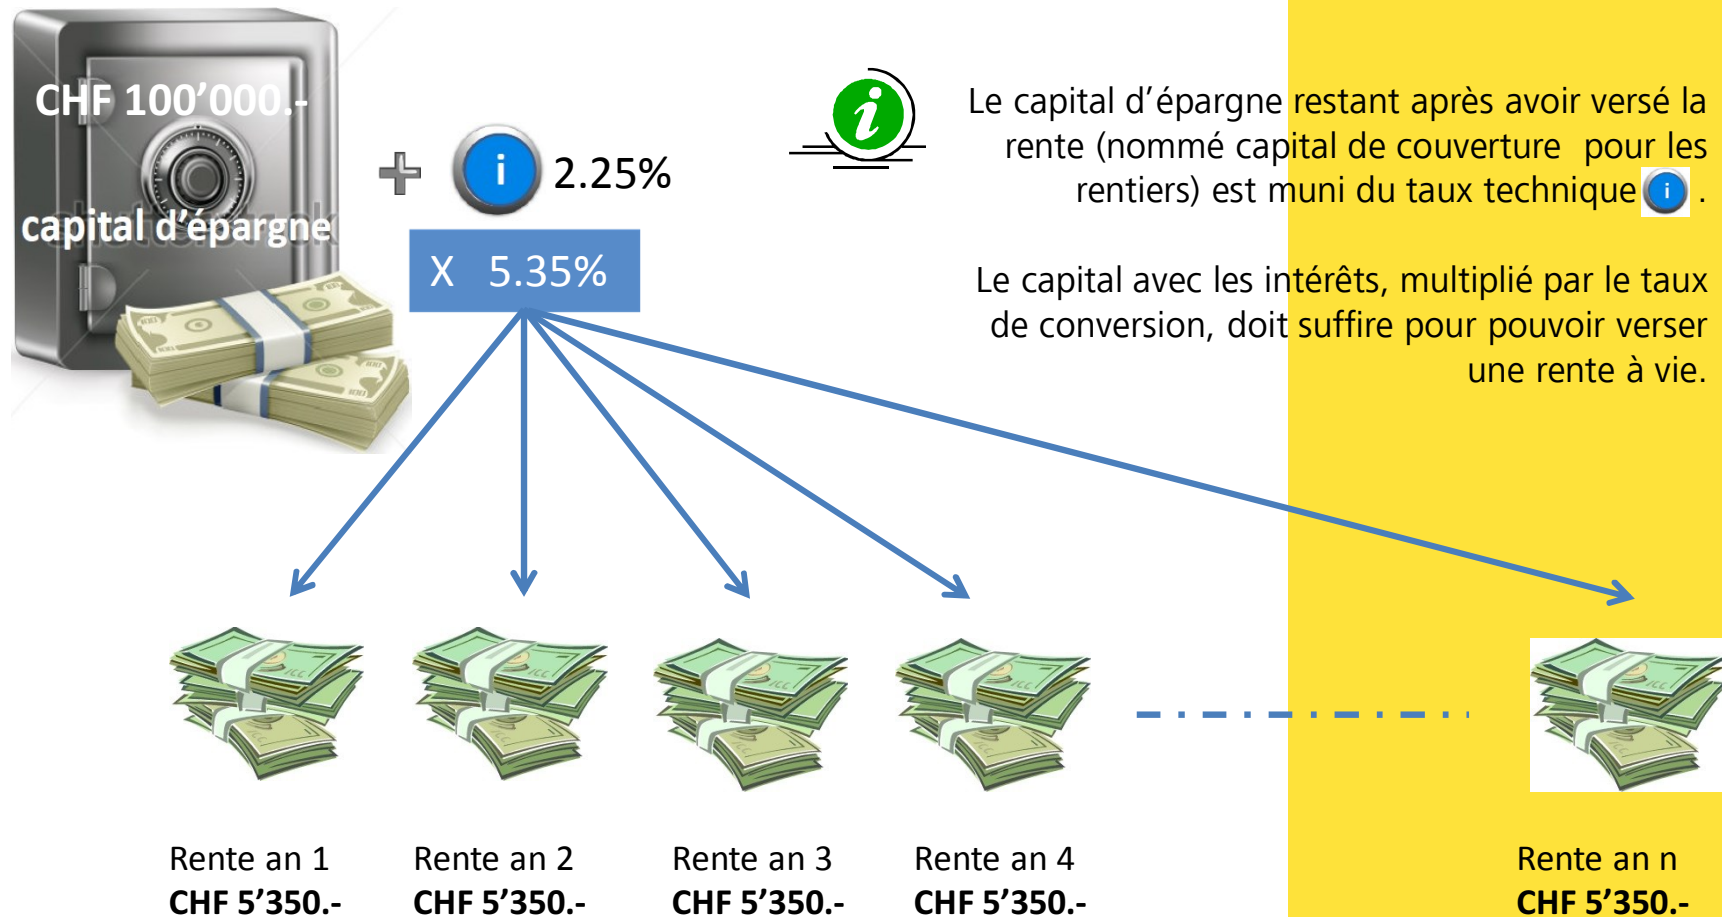 CHF 100’000.-
capital d’épargne
i
2.25%
X 5.35%
i
Le capital d’épargne restant après avoir versé la
rente (nommé capital de couverture pour les
rentiers) est muni du taux technique i .
Le capital avec les intérêts, multiplié par le taux
de conversion, doit suffire pour pouvoir verser
une rente à vie.
Rente an 1
CHF 5’350.-
Rente an 2
CHF 5’350.-
Rente an 3
CHF 5’350.-
Rente an 4
CHF 5’350.-
Rente an n
CHF 5’350.-